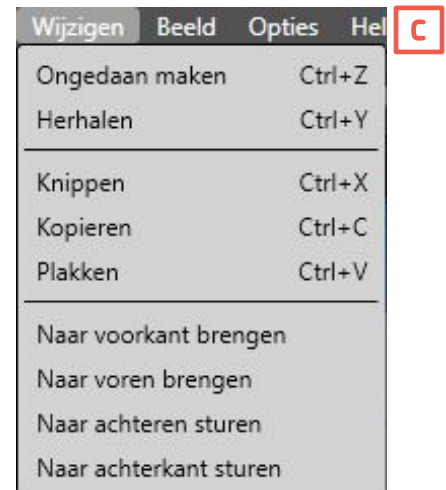 Wijzigen Beeld Opties Hel C
Ongedaan maken Ctrl+Z
Herhalen Ctrl+Y
Knippen Ctrl+X
Kopieren Ctrl+C
Plakken Ctrl+V
Naar voorkant brengen
Naar voren brengen
Naar achteren sturen
Naar achterkant sturen